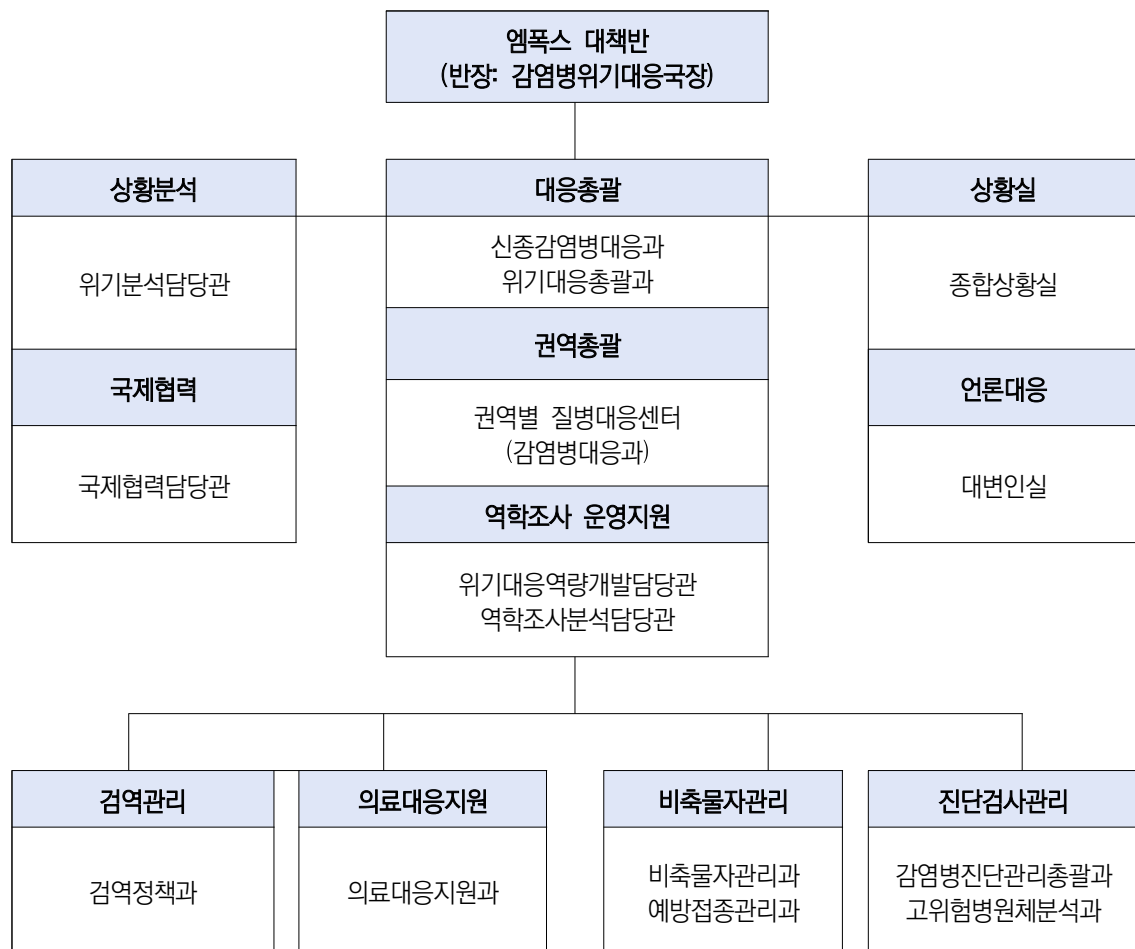 엠폭스 대책반
(반장: 감염병위기대응국장)
상황분석
대응총괄
상황실
위기분석담당관
신종감염병대응과
위기대응총괄과
종합상황실
국제협력
권역총괄
언론대응
국제협력담당관
권역별 질병대응센터
(감염병대응과)
대변인실
역학조사 운영지원
위기대응역량개발담당관
역학조사분석담당관
검역관리
의료대응지원
비축물자관리
진단검사관리
검역정책과
의료대응지원과
비축물자관리과
예방접종관리과
감염병진단관리총괄과
고위험병원체분석과